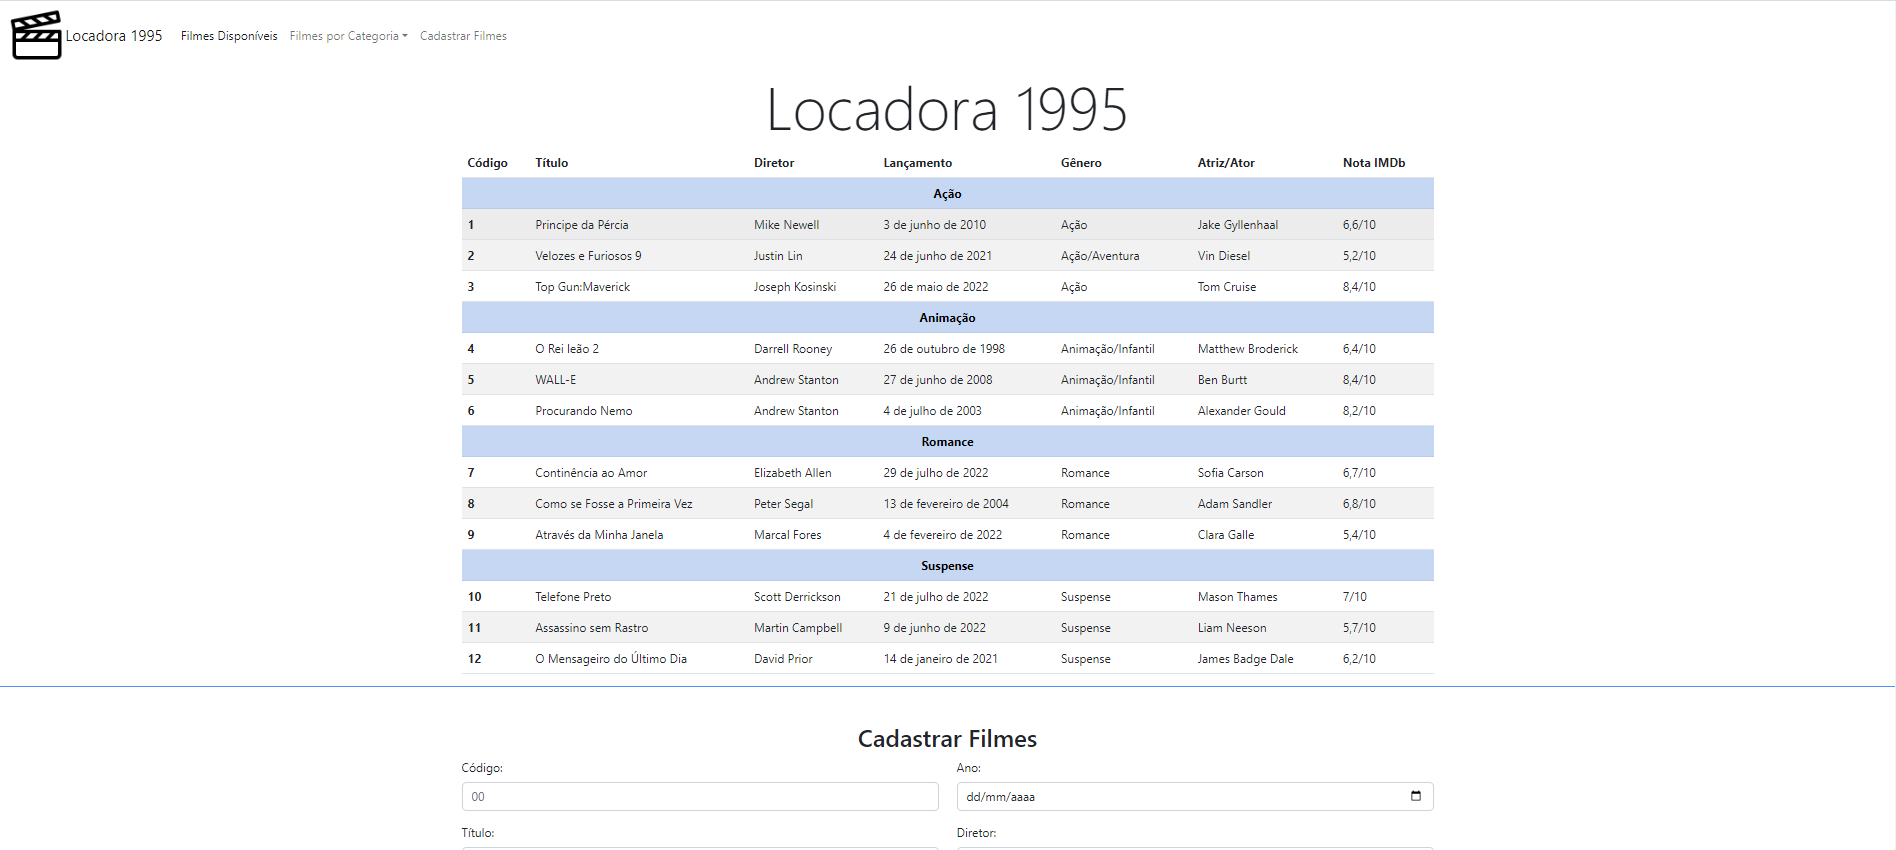 Locadora 1995 Filmes Disponíveis Filmes por Categoria Cadastrar Filmes
Locadora 1995
Código Título Diretor Lançamento Gênero Atriz/Ator Nota IMDb
Ação
1 Principe da Pércia Mike Newell 3 de junho de 2010 Ação Jake Gyllenhaal 6,6/10
2 Velozes e Furiosos 9 Justin Lin 24 de junho de 2021 Ação/Aventura Vin Diesel 5,2/10
3 Top Gun:Maverick Joseph Kosinski 26 de maio de 2022 Ação Tom Cruise 8,4/10
Animação
4 O Rei leão 2 Darrell Rooney 26 de outubro de 1998 Animação/Infantil Matthew Broderick 6,4/10
5 WALL-E Andrew Stanton 27 de junho de 2008 Animação/Infantil Ben Burtt 8,4/10
6 Procurando Nemo Andrew Stanton 4 de julho de 2003 Animação/Infantil Alexander Gould 8,2/10
Romance
7 Continência ao Amor Elizabeth Allen 29 de julho de 2022 Romance Sofia Carson 6,7/10
8 Como se Fosse a Primeira Vez Peter Segal 13 de fevereiro de 2004 Romance Adam Sandler 6,8/10
9 Através da Minha Janela Marcal Fores 4 de fevereiro de 2022 Romance Clara Galle 5,4/10
Suspense
10 Telefone Preto Scott Derrickson 21 de julho de 2022 Suspense Mason Thames 7/10
11 Assassino sem Rastro Martin Campbell 9 de junho de 2022 Suspense Liam Neeson 5,7/10
12 O Mensageiro do Último Dia David Prior 14 de janeiro de 2021 Suspense James Badge Dale 6,2/10
Cadastrar Filmes
Código: Ano:
00 dd/mm/aaaa
Título: Diretor: